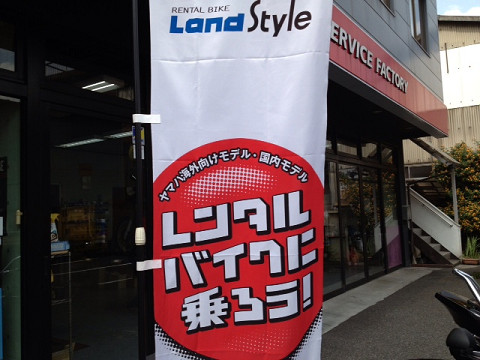 RENTAL BIKE
Land Style
SERVICE FACTORY
ヤマハ海外向けモデル・国内モデル
レンタル
バイクに
乗ろう!